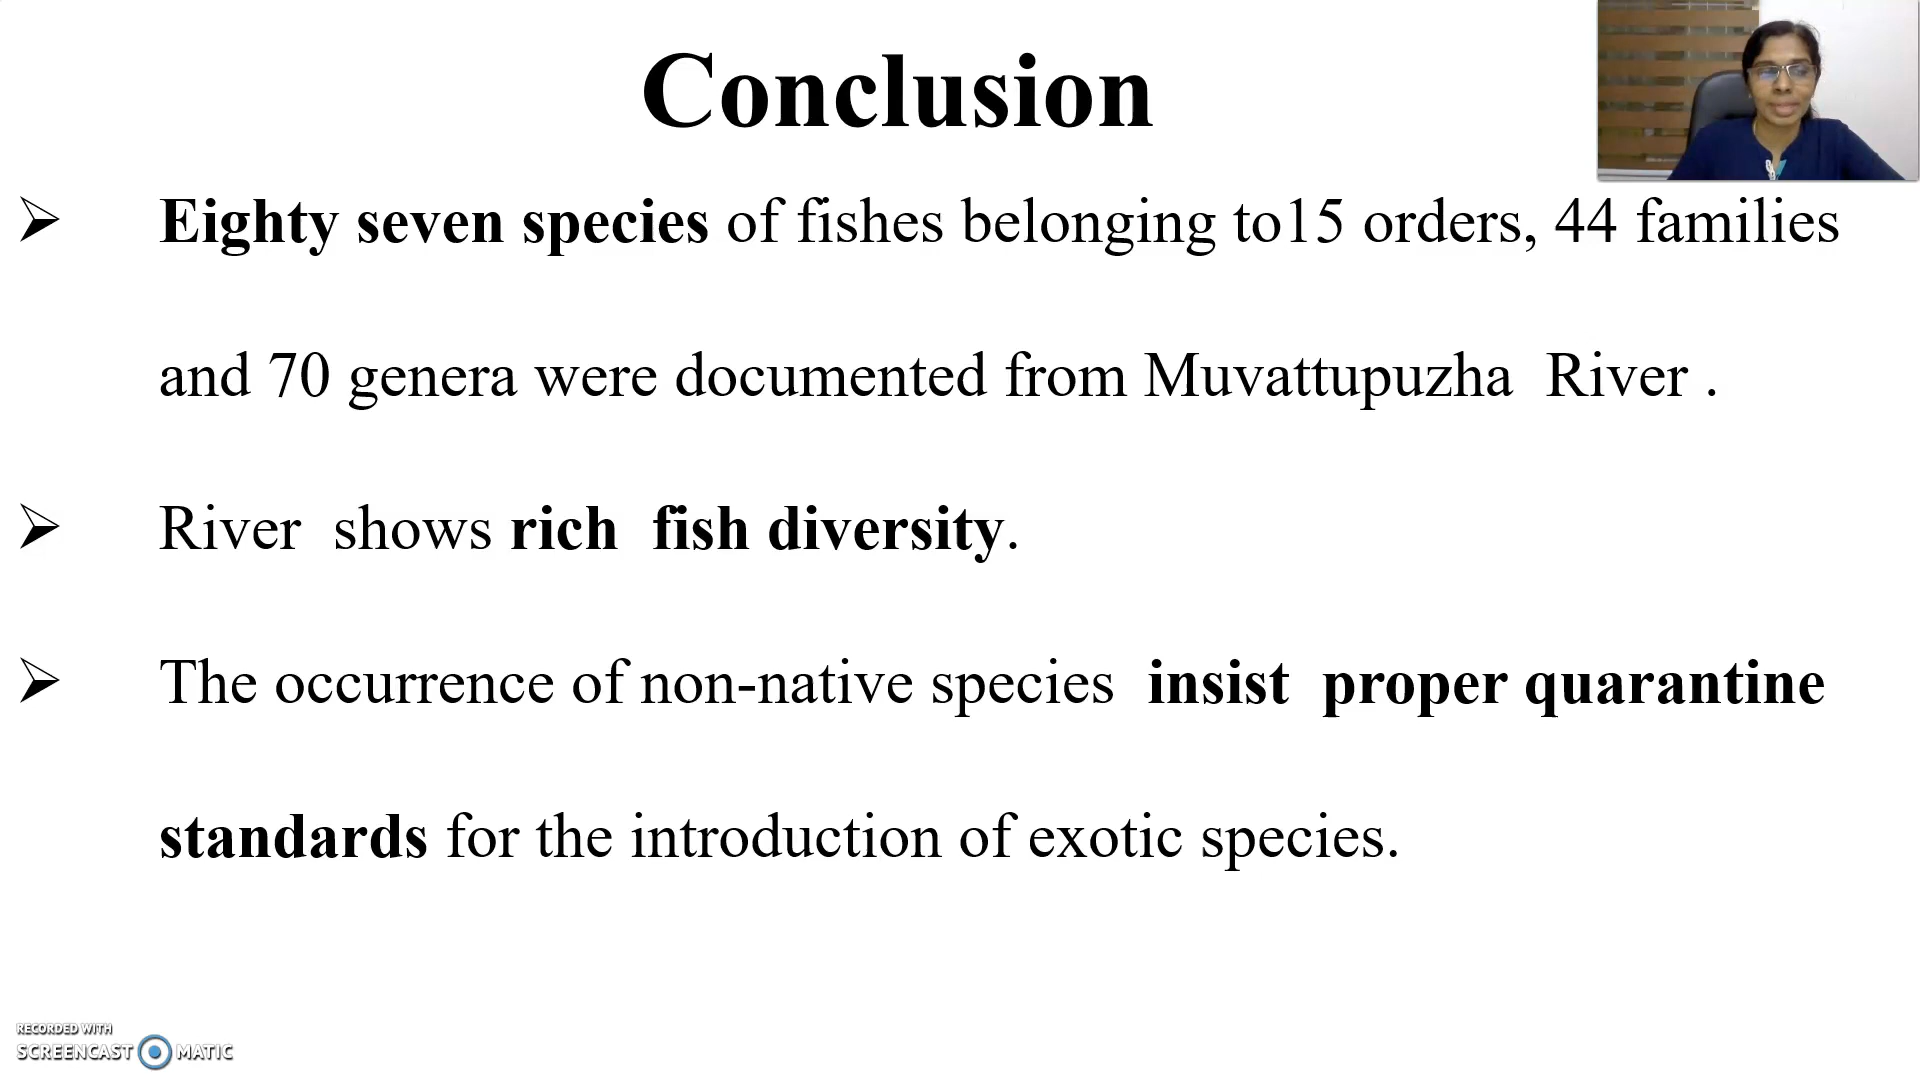 Conclusion
➢ Eighty seven species of fishes belonging to15 orders, 44 families
and 70 genera were documented from Muvattupuzha River .
➢ River shows rich fish diversity.
➢ The occurrence of non-native species insist proper quarantine
standards for the introduction of exotic species.
RECORDED WITH
SCREENCAST MATIC